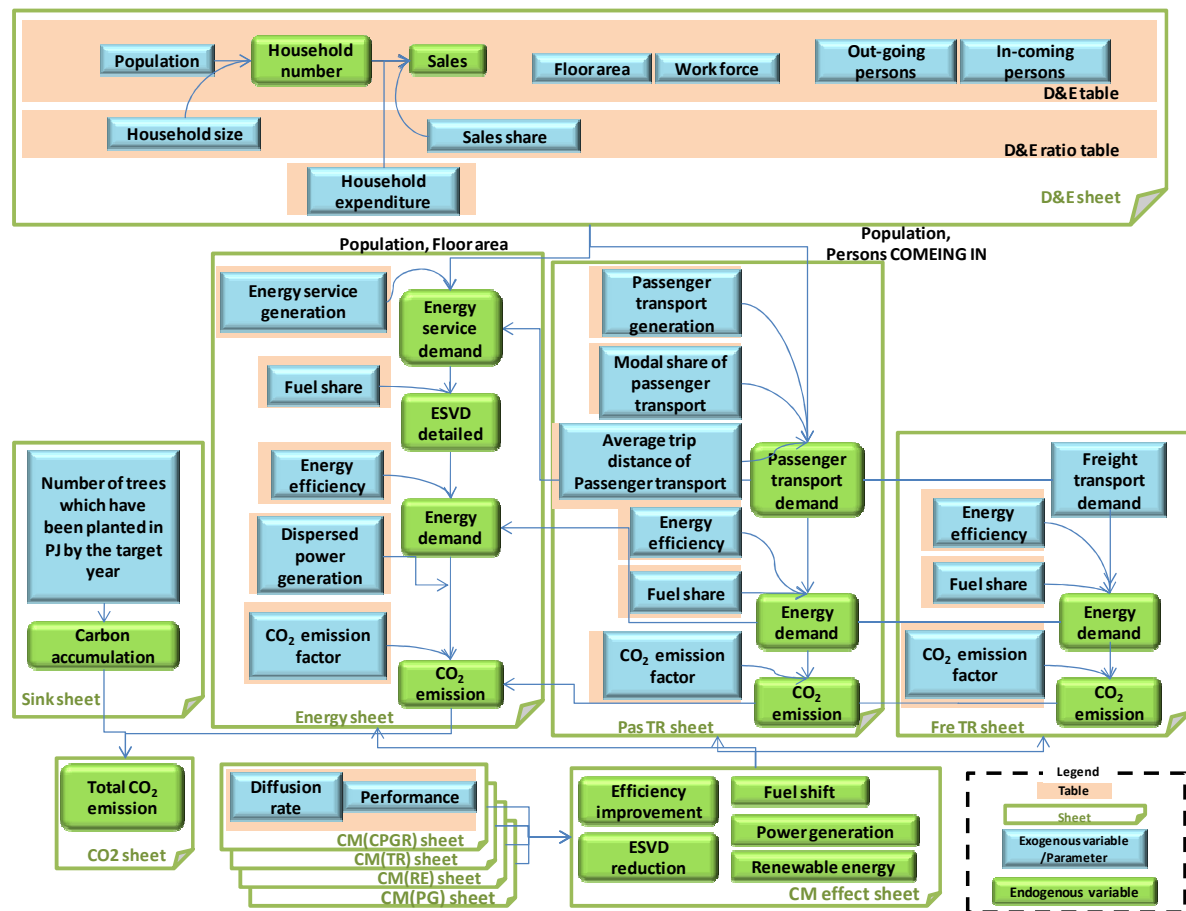 Population
Household
number
Sales
Floor area
Work force
Out-going
persons
In-coming
persons
D&E table
Household size
Sales share
D&E ratio table
Household
expenditure
D&E sheet
Population, Floor area
Population,
Persons COMEING IN
Energy service
generation
Energy
service
demand
Fuel share
ESVD
detailed
Energy
efficiency
Energy
demand
Dispersed
power
generation
CO2 emission
factor
CO2
emission
Energy sheet
Passenger
transport
generation
Modal share of
passenger
transport
Average trip
distance of
Passenger transport
Passenger
transport
demand
Energy
efficiency
Fuel share
Energy
demand
CO2 emission
factor
CO2
emission
Pas TR sheet
Freight
transport
demand
Energy
efficiency
Fuel share
Energy
demand
CO2 emission
factor
CO2
emission
Fre TR sheet
Number of trees
which have
been planted in
PJ by the target
year
Carbon
accumulation
Sink sheet
Total CO2
emission
CO2 sheet
Diffusion
rate
Performance
CM(CPGR) sheet
CM(TR) sheet
CM(RE) sheet
CM(PG) sheet
Efficiency
improvement
Fuel shift
ESVD
reduction
Power generation
Renewable energy
CM effect sheet
Legend
Table
Sheet
Exogenous variable
/Parameter
Endogenous variable